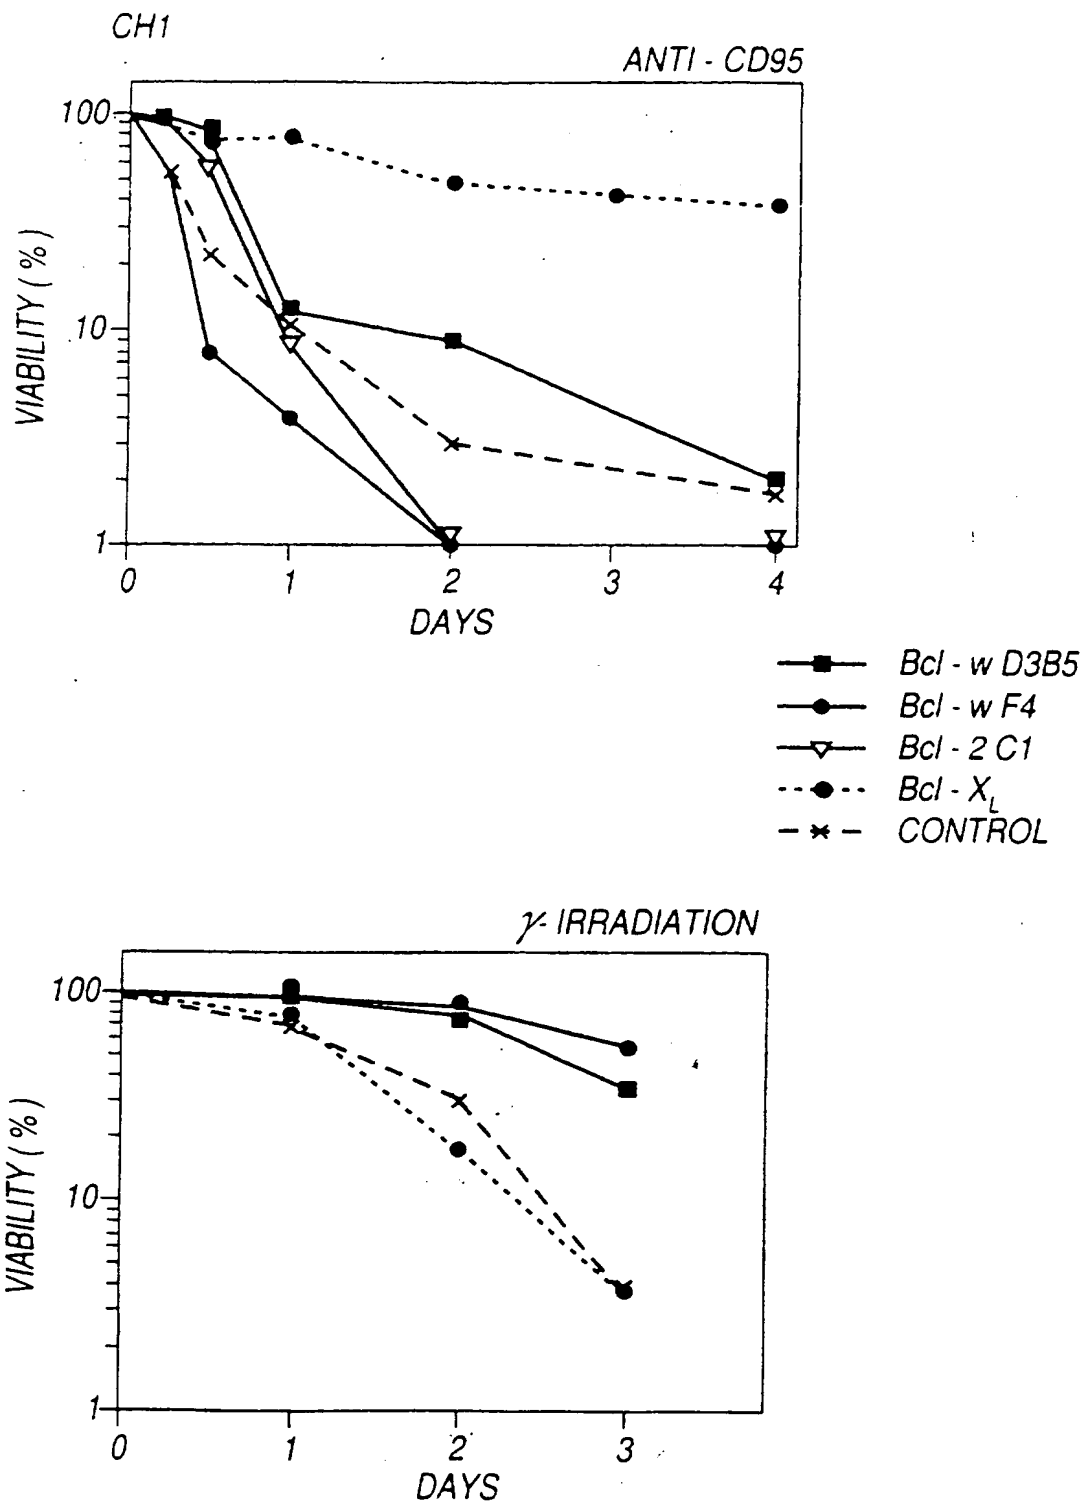 CH1
ANTI - CD95
100
10
1
VIABILITY (%)
0 1 2 3 4
DAYS
Bcl - w D3B5
Bcl - w F4
Bcl - 2 C1
Bcl - XL
CONTROL
γ- IRRADIATION
100
10
1
VIABILITY (%)
0 1 2 3
DAYS